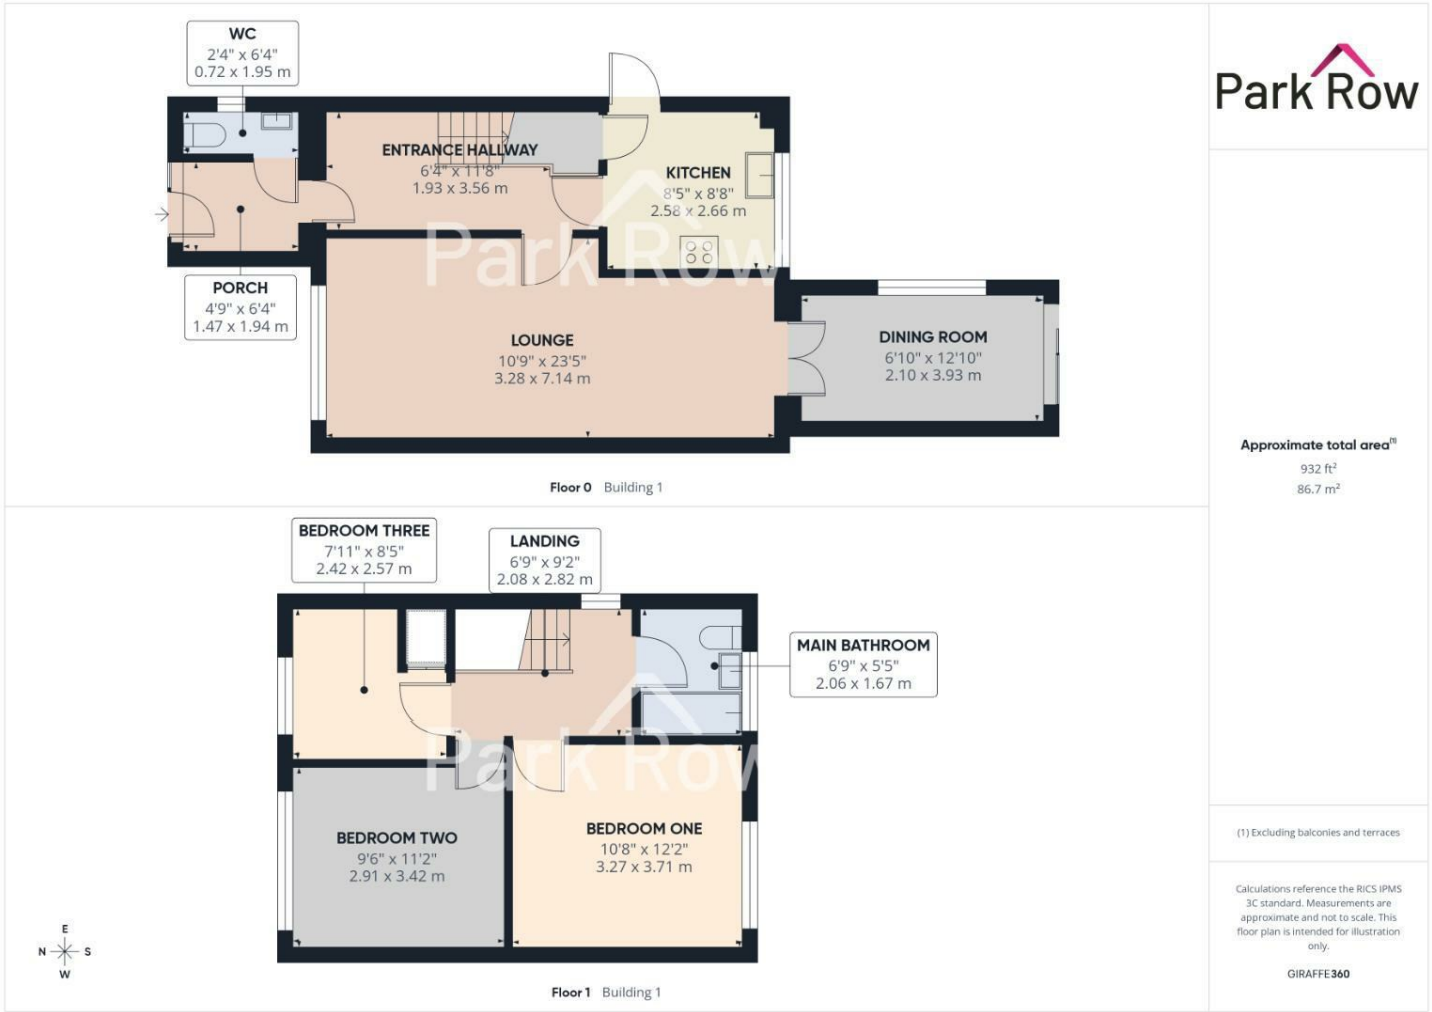 WC
2'4" x 6'4"
0.72 x 1.95 m
ENTRANCE HALLWAY
6'4" x 11'8"
1.93 x 3.56 m
KITCHEN
8'5" x 8'8"
2.58 x 2.66 m
PORCH
4'9" x 6'4"
1.47 x 1.94 m
LOUNGE
10'9" x 23'5"
3.28 x 7.14 m
DINING ROOM
6'10" x 12'10"
2.10 x 3.93 m
Park Row
Floor 0 Building 1
BEDROOM THREE
7'11" x 8'5"
2.42 x 2.57 m
LANDING
6'9" x 9'2"
2.08 x 2.82 m
MAIN BATHROOM
6'9" x 5'5"
2.06 x 1.67 m
BEDROOM TWO
9'6" x 11'2"
2.91 x 3.42 m
BEDROOM ONE
10'8" x 12'2"
3.27 x 3.71 m
Park Row
E
N S
W
Floor 1 Building 1
Park Row
Approximate total area(1)
932 ft²
86.7 m²
(1) Excluding balconies and terraces
Calculations reference the RICS IPMS
3C standard. Measurements are
approximate and not to scale. This
floor plan is intended for illustration
only.
GIRAFFE360